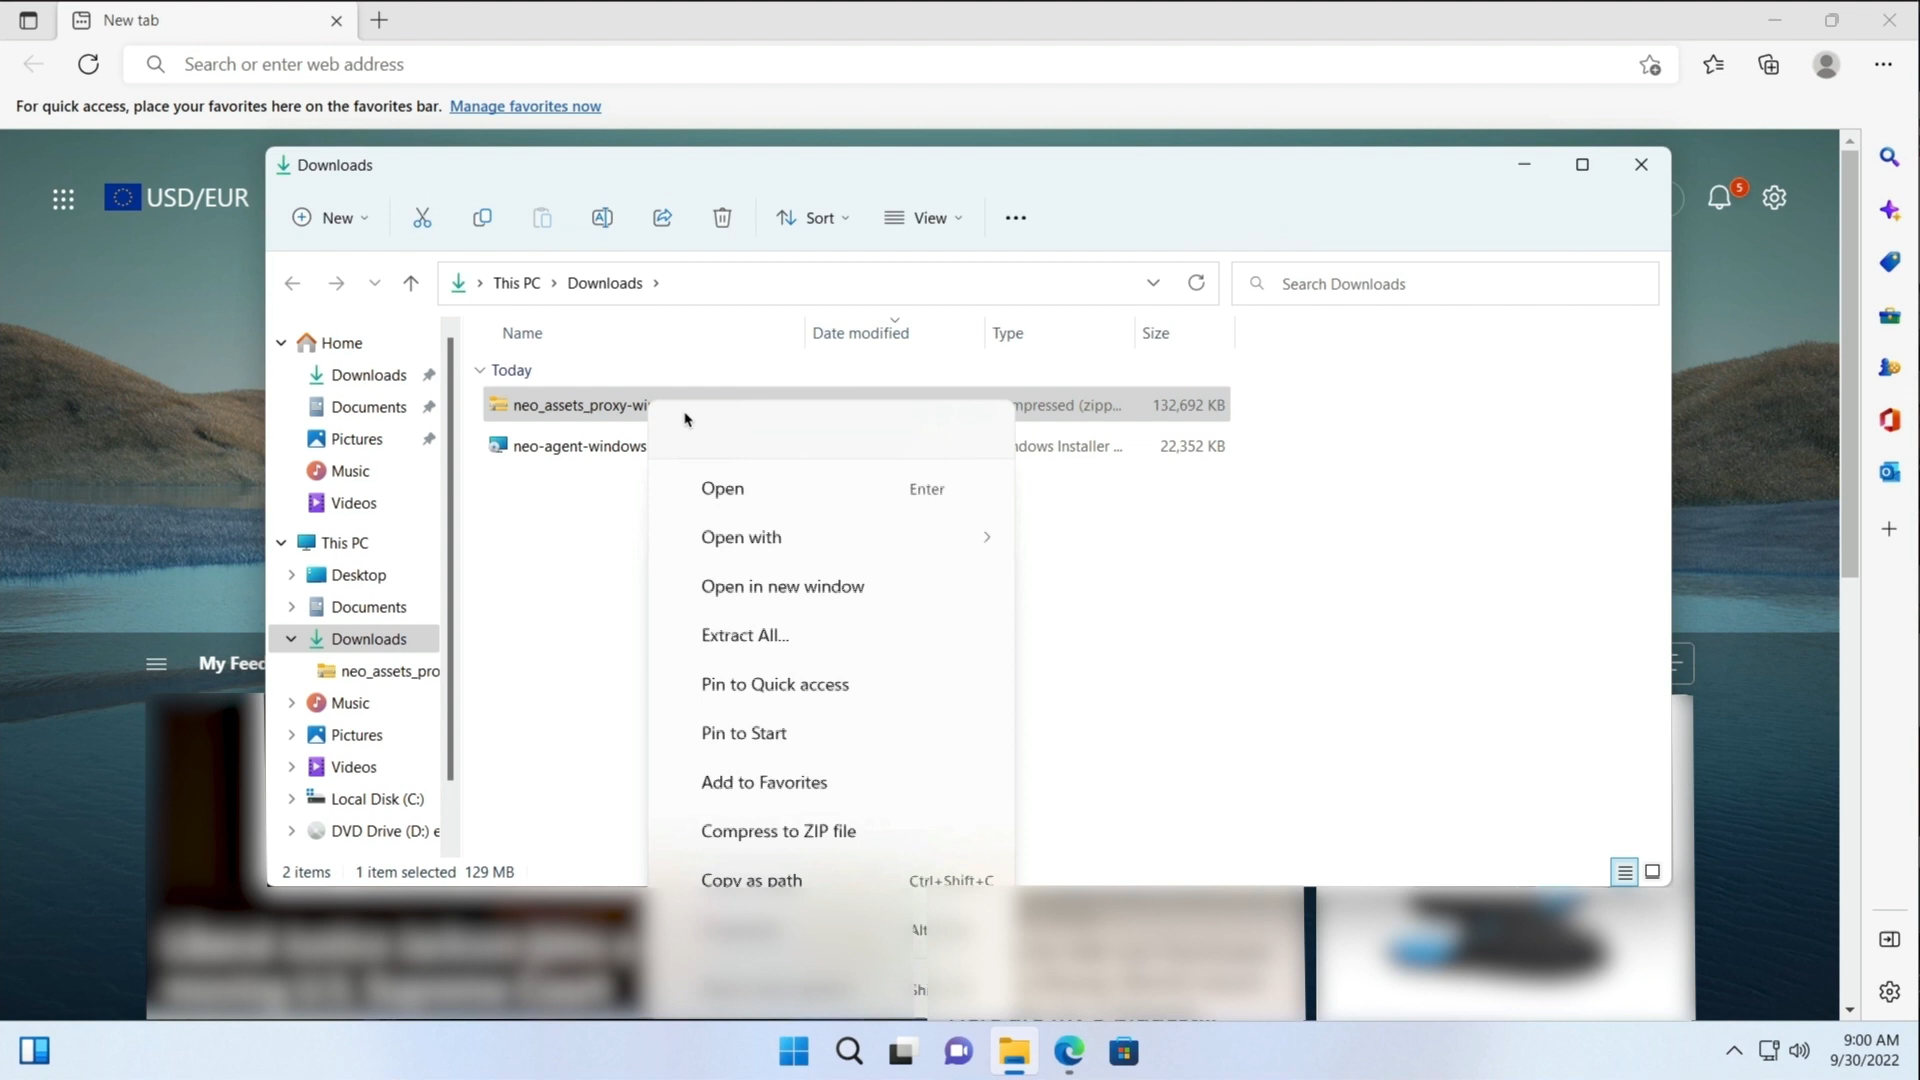 New tab
Search or enter web address
For quick access, place your favorites here on the favorites bar. Manage favorites now
USD/EUR
5
Downloads
New
Sort
View
This PC
Downloads
Search Downloads
Name
Date modified
Type
Size
Home
Downloads
Documents
Pictures
Music
Videos
This PC
Desktop
Documents
Downloads
neo_assets_pro
Music
Pictures
Videos
Local Disk (C:)
DVD Drive (D:) e
Today
neo_assets_proxy-wi
mpressed (zipp...
132,692 KB
neo-agent-windows
ndows Installer ...
22,352 KB
Open
Enter
Open with
Open in new window
Extract All...
Pin to Quick access
Pin to Start
Add to Favorites
Compress to ZIP file
Copy as path
Ctrl+Shift+C
Alt
Shi
2 items
1 item selected 129 MB
My Feed
9:00 AM
9/30/2022